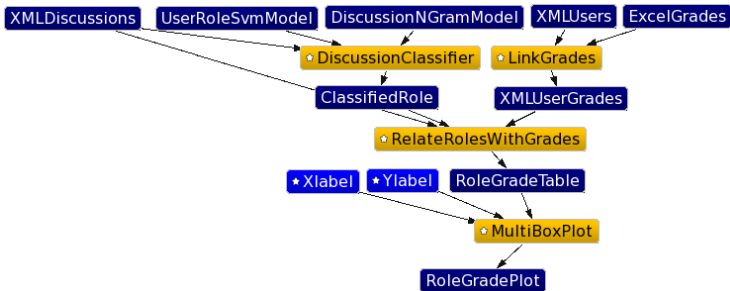 XMLDiscussions
UserRoleSvmModel
DiscussionNGramModel
XMLUsers
ExcelGrades
DiscussionClassifier
LinkGrades
ClassifiedRole
XMLUserGrades
RelateRolesWithGrades
Xlabel
Ylabel
RoleGradeTable
MultiBoxPlot
RoleGradePlot